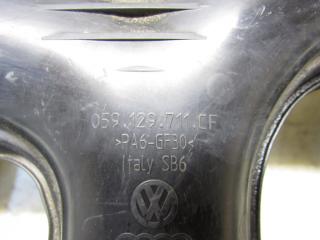 059.129.711.CF
>PA6-GF30<
Italy SB6